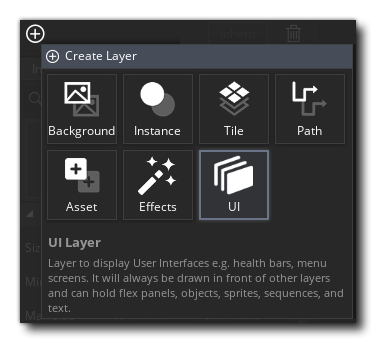 Inherit
Create Layer
Background Instance Tile Path
Asset Effects UI
UI Layer
Layer to display User Interfaces e.g. health bars, menu
screens. It will always be drawn in front of other layers
and can hold flex panels, objects, sprites, sequences, and
text.